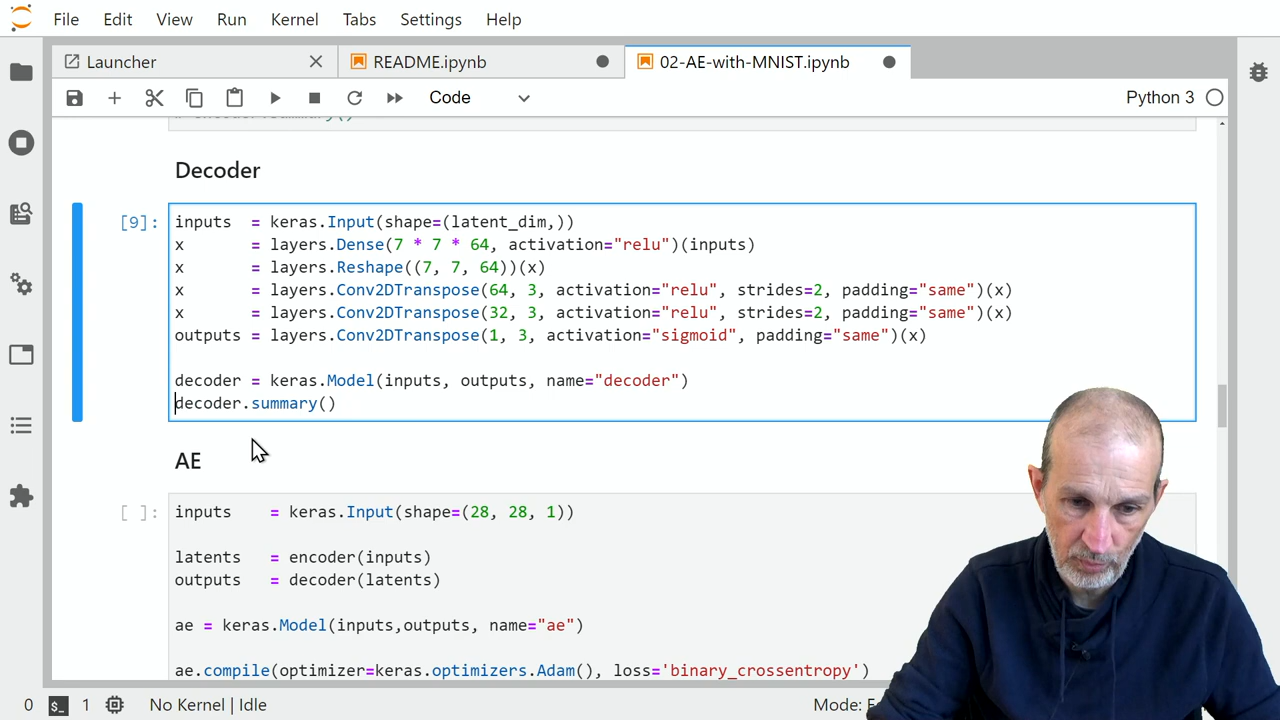 File Edit View Run Kernel Tabs Settings Help
Launcher README.ipynb 02-AE-with-MNIST.ipynb
Code Python 3
Decoder
[9]: inputs = keras.Input(shape=(latent_dim,))
x = layers.Dense(7 * 7 * 64, activation="relu")(inputs)
x = layers.Reshape((7, 7, 64))(x)
x = layers.Conv2DTranspose(64, 3, activation="relu", strides=2, padding="same")(x)
x = layers.Conv2DTranspose(32, 3, activation="relu", strides=2, padding="same")(x)
outputs = layers.Conv2DTranspose(1, 3, activation="sigmoid", padding="same")(x)
decoder = keras.Model(inputs, outputs, name="decoder")
decoder.summary()
AE
[ ]: inputs = keras.Input(shape=(28, 28, 1))
latents = encoder(inputs)
outputs = decoder(latents)
ae = keras.Model(inputs,outputs, name="ae")
ae.compile(optimizer=keras.optimizers.Adam(), loss='binary_crossentropy')
0 $_ 1 No Kernel | Idle Mode: